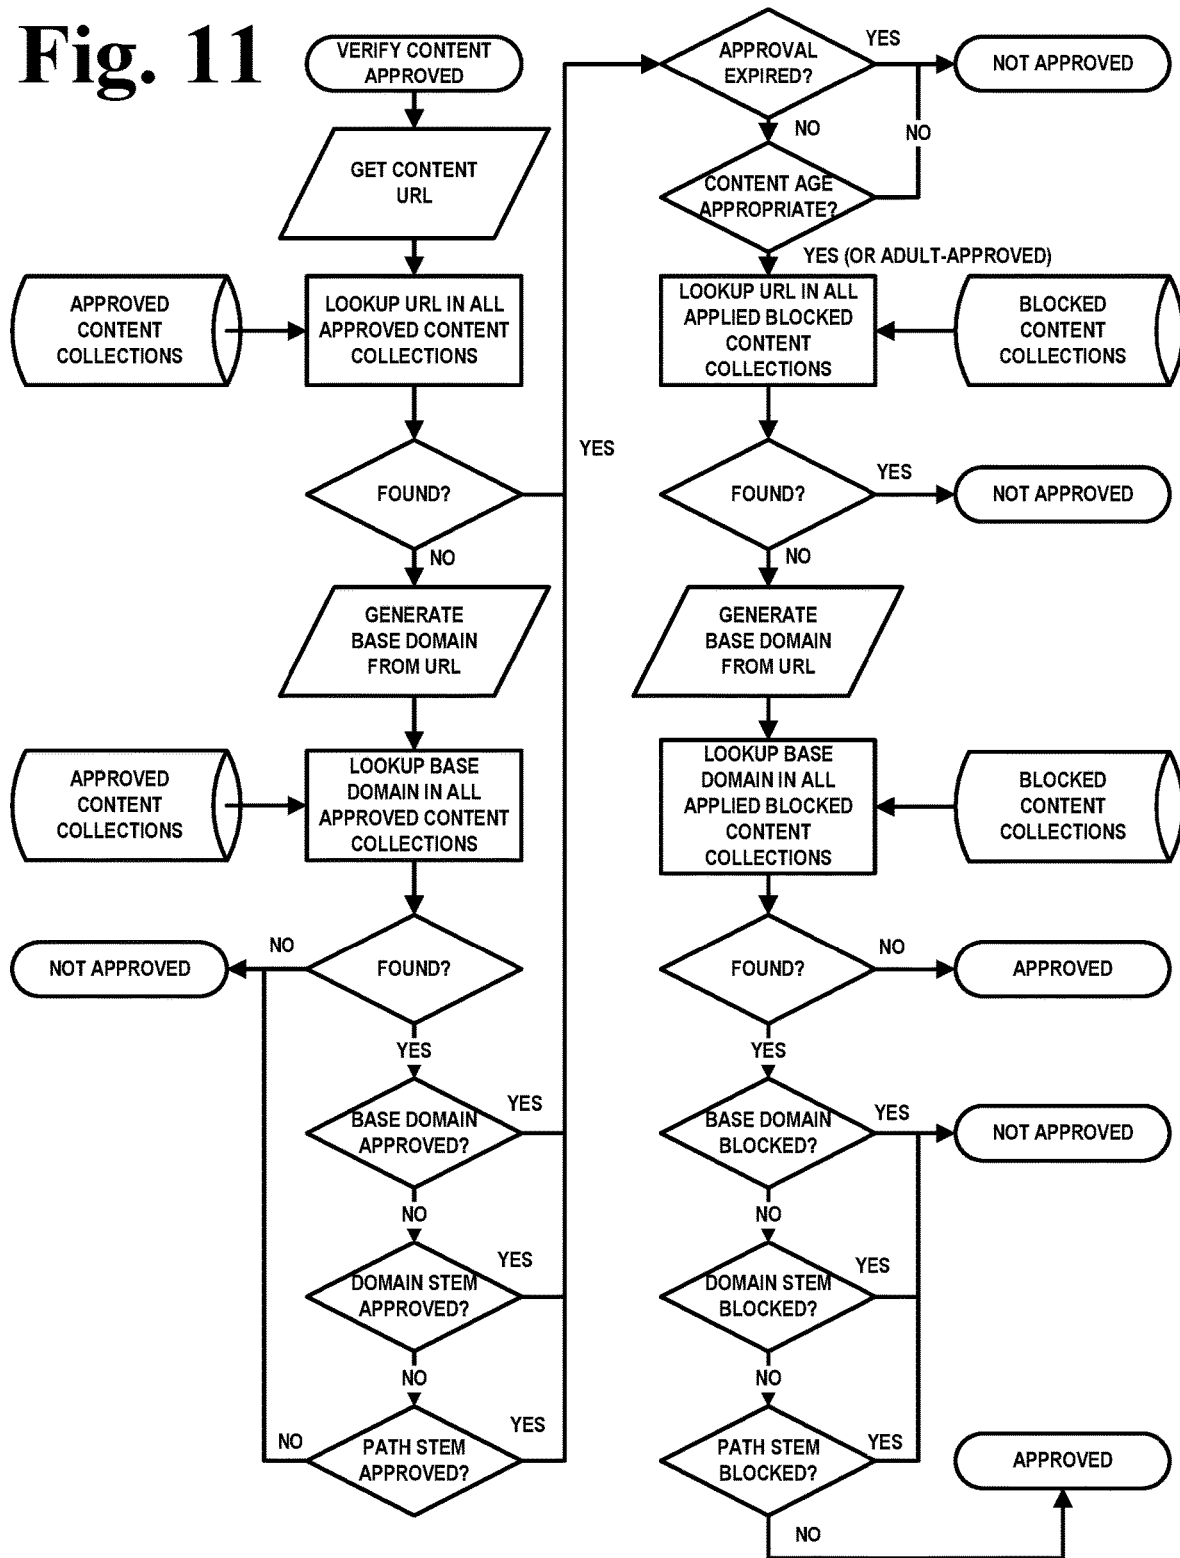 Fig. 11
VERIFY CONTENT
APPROVED
GET CONTENT
URL
APPROVED
CONTENT
COLLECTIONS
LOOKUP URL IN ALL
APPROVED CONTENT
COLLECTIONS
FOUND?
YES
NO
GENERATE
BASE DOMAIN
FROM URL
APPROVED
CONTENT
COLLECTIONS
LOOKUP BASE
DOMAIN IN ALL
APPROVED CONTENT
COLLECTIONS
NOT APPROVED
NO
FOUND?
YES
BASE DOMAIN
APPROVED?
YES
NO
DOMAIN STEM
APPROVED?
YES
NO
NO
PATH STEM
APPROVED?
YES
APPROVAL
EXPIRED?
YES
NOT APPROVED
NO
NO
CONTENT AGE
APPROPRIATE?
YES (OR ADULT-APPROVED)
LOOKUP URL IN ALL
APPLIED BLOCKED
CONTENT
COLLECTIONS
BLOCKED
CONTENT
COLLECTIONS
FOUND?
YES
NOT APPROVED
NO
GENERATE
BASE DOMAIN
FROM URL
LOOKUP BASE
DOMAIN IN ALL
APPLIED BLOCKED
CONTENT
COLLECTIONS
BLOCKED
CONTENT
COLLECTIONS
FOUND?
NO
APPROVED
YES
BASE DOMAIN
BLOCKED?
YES
NOT APPROVED
NO
DOMAIN STEM
BLOCKED?
YES
NO
PATH STEM
BLOCKED?
YES
APPROVED
NO